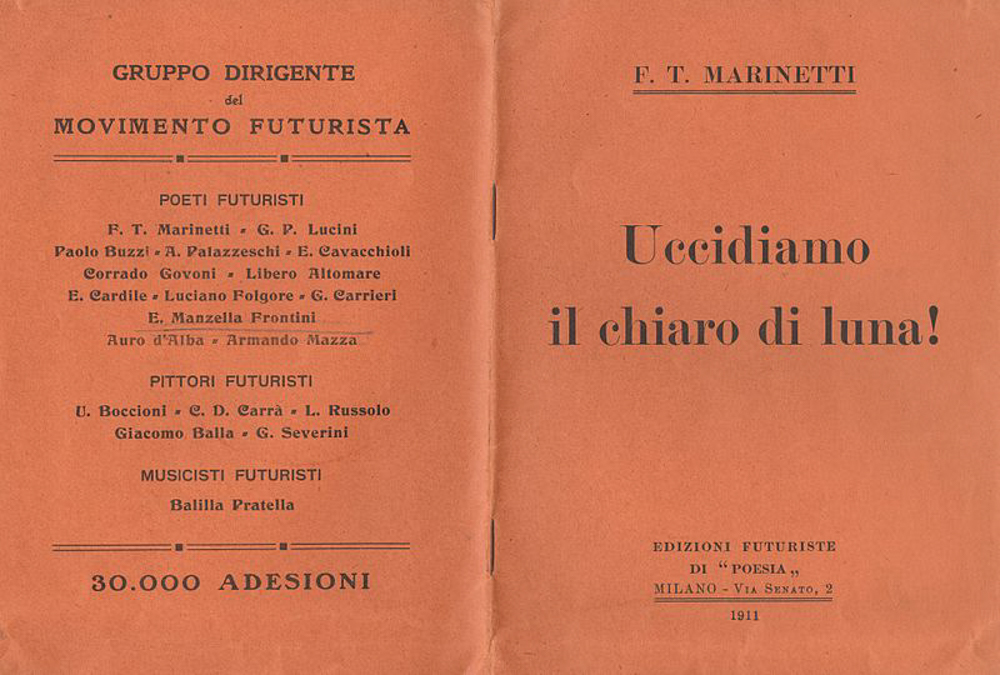 GRUPPO DIRIGENTE
del
MOVIMENTO FUTURISTA
POETI FUTURISTI
F. T. Marinetti - G. P. Lucini
Paolo Buzzi - A. Palazzeschi - E. Cavacchioli
Corrado Govoni - Libero Altomare
E. Cardile - Luciano Folgore - G. Carrieri
E. Manzella Frontini
Auro d'Alba - Armando Mazza
PITTORI FUTURISTI
U. Boccioni - C. D. Carrà - L. Russolo
Giacomo Balla - G. Severini
MUSICISTI FUTURISTI
Balilla Pratella
30.000 ADESIONI
F. T. MARINETTI
Uccidiamo
il chiaro di luna!
EDIZIONI FUTURISTE
DI “POESIA„
MILANO - VIA SENATO, 2
1911